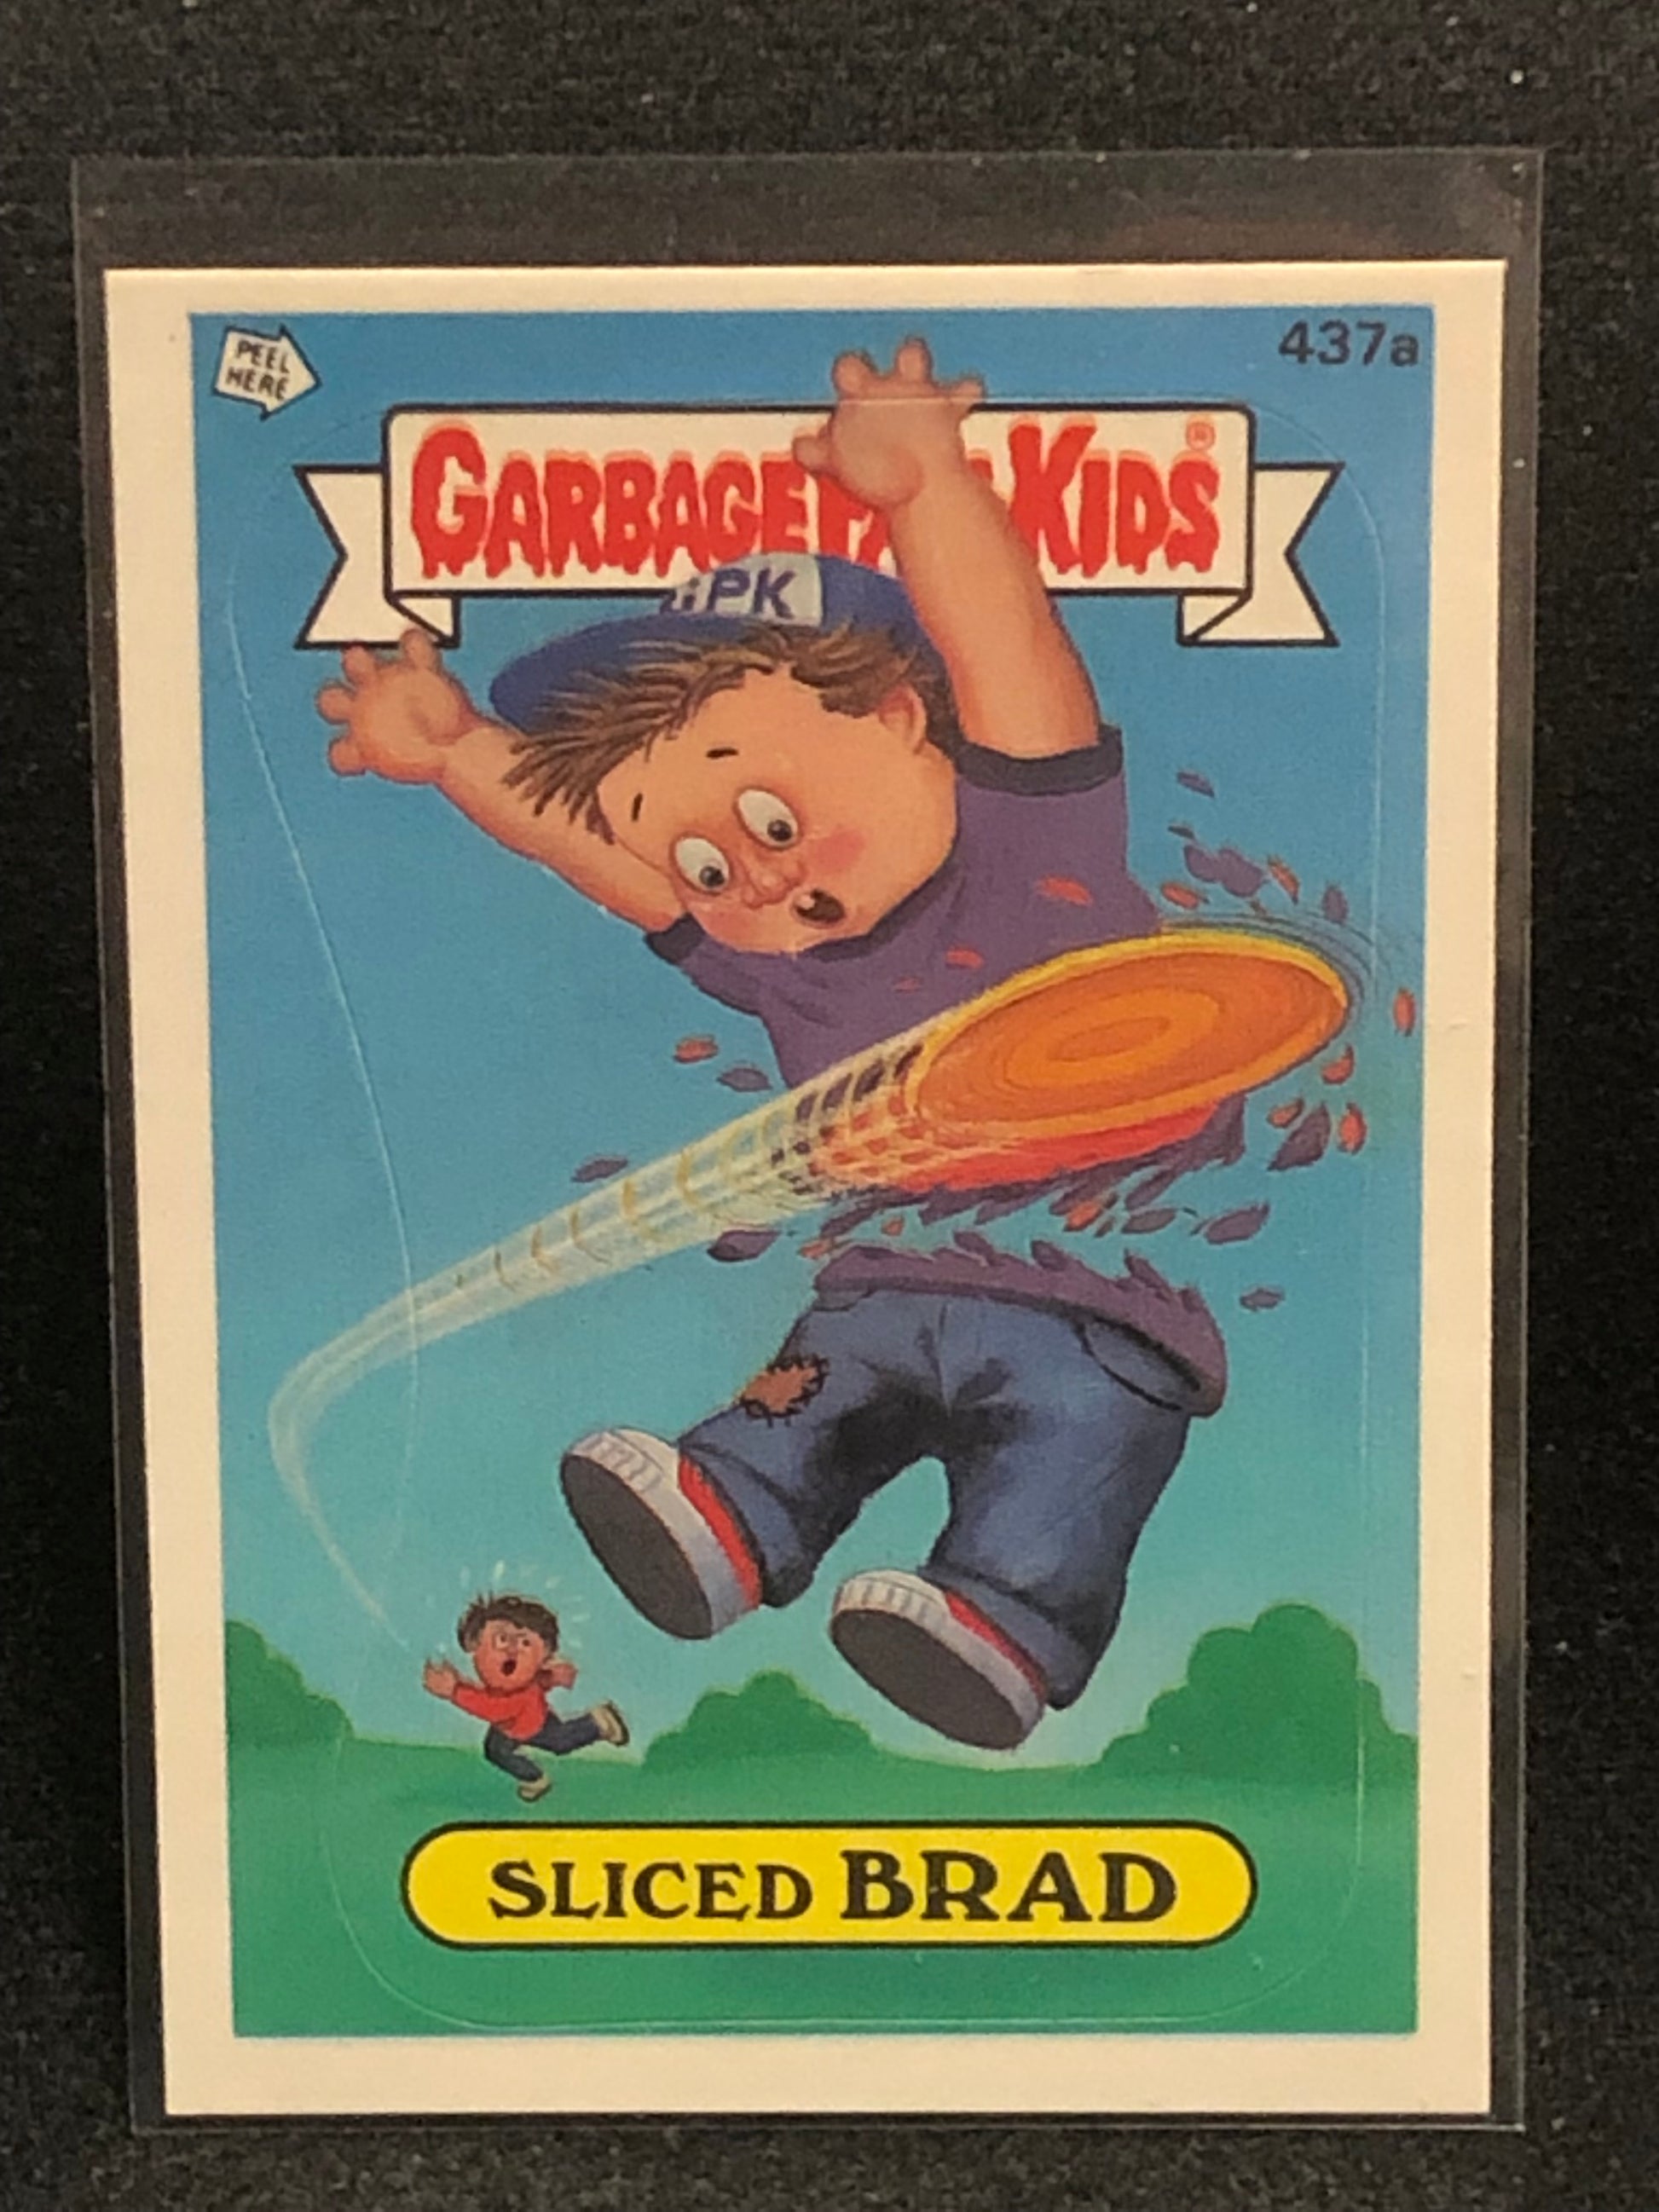 PEEL
HERE
437a
GARBAGE KIDS®
GPK
SLICED BRAD